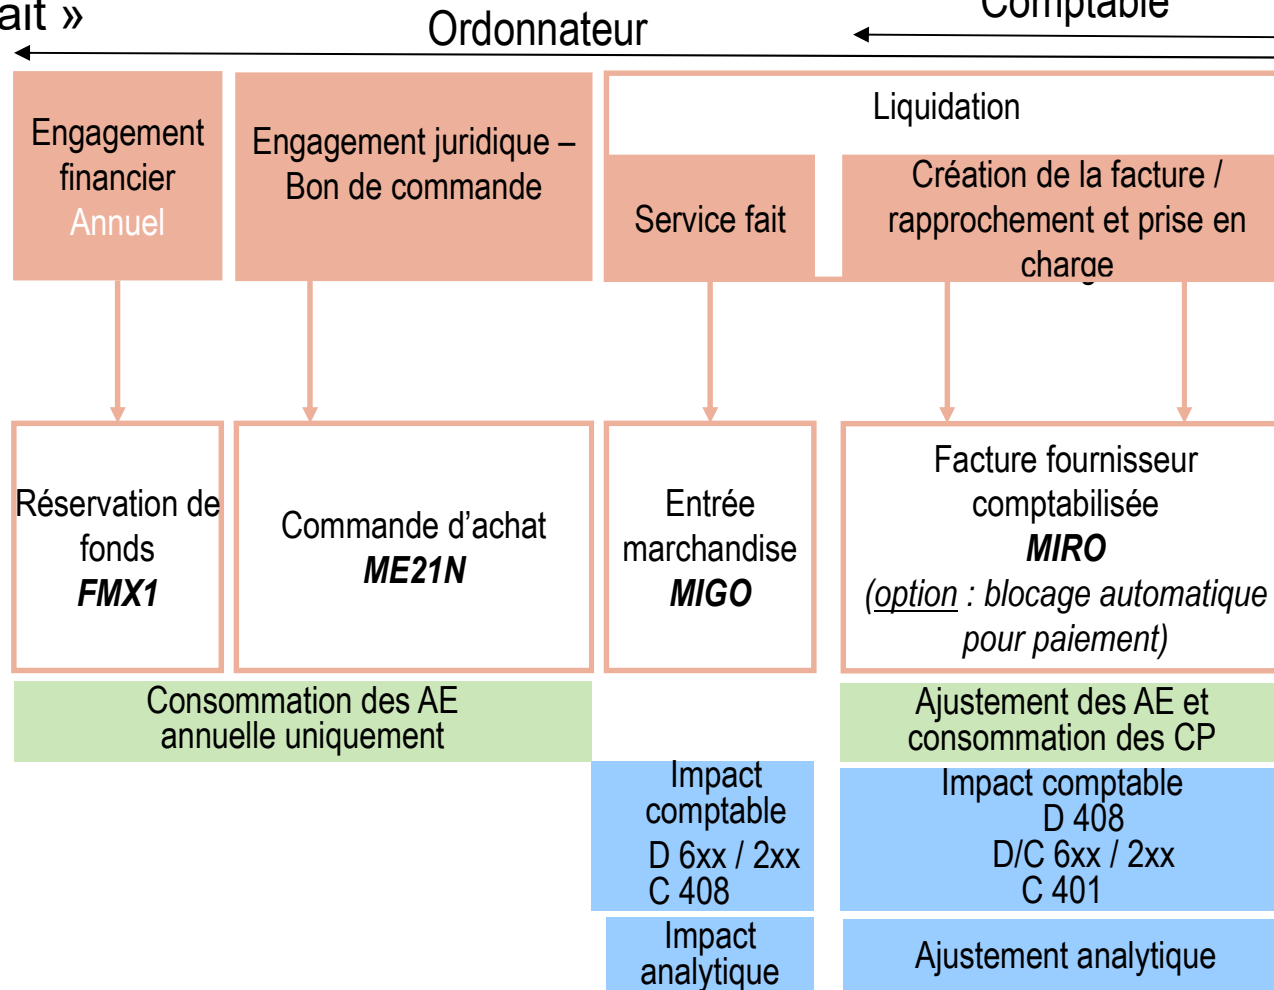 ait »
Ordonnateur
Comptable
Engagement
financier
Annuel
Engagement juridique –
Bon de commande
Liquidation
Service fait
Création de la facture /
rapprochement et prise en
charge
Réservation de
fonds
FMX1
Commande d'achat
ME21N
Entrée
marchandise
MIGO
Facture fournisseur
comptabilisée
MIRO
(option : blocage automatique
pour paiement)
Consommation des AE
annuelle uniquement
Ajustement des AE et
consommation des CP
Impact
comptable
D 6xx / 2xx
C 408
Impact comptable
D 408
D/C 6xx / 2xx
C 401
Impact
analytique
Ajustement analytique